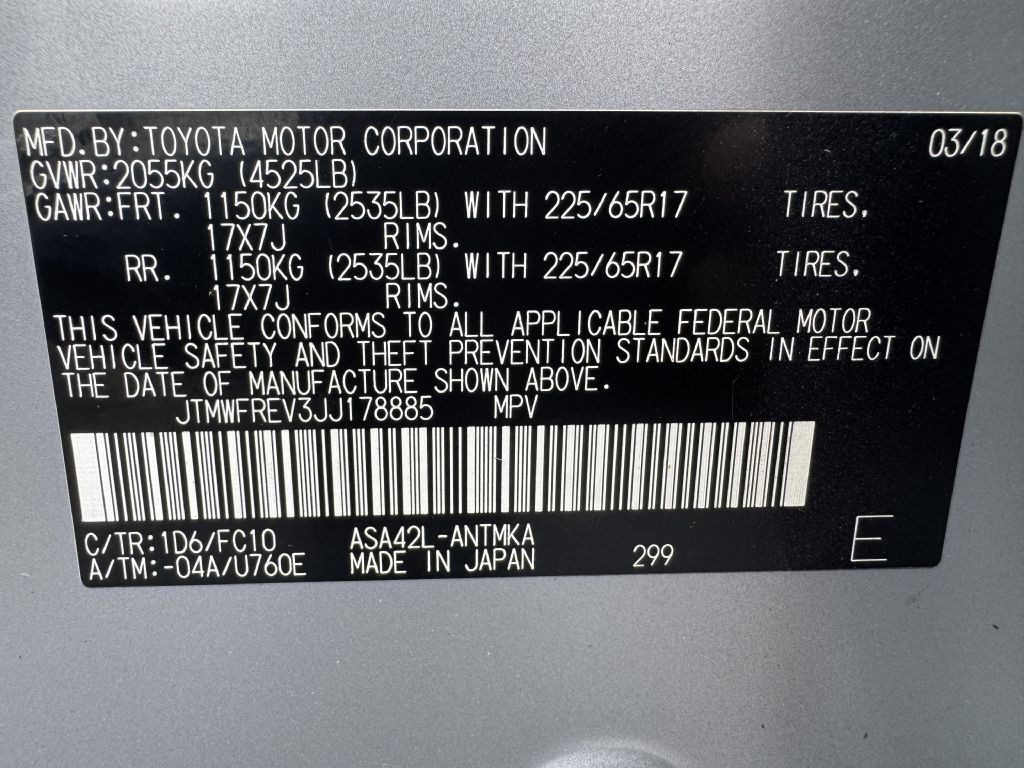 MFD.BY:TOYOTA MOTOR CORPORATION 03/18
GVWR:2055KG (4525LB)
GAWR:FRT. 1150KG (2535LB) WITH 225/65R17 TIRES,
17X7J RIMS.
RR. 1150KG (2535LB) WITH 225/65R17 TIRES,
17X7J RIMS.
THIS VEHICLE CONFORMS TO ALL APPLICABLE FEDERAL MOTOR
VEHICLE SAFETY AND THEFT PREVENTION STANDARDS IN EFFECT ON
THE DATE OF MANUFACTURE SHOWN ABOVE.
JTMWFREV3JJ178885 MPV
C/TR:1D6/FC10 ASA42L-ANTMKA
A/TM:-04A/U760E MADE IN JAPAN 299 E